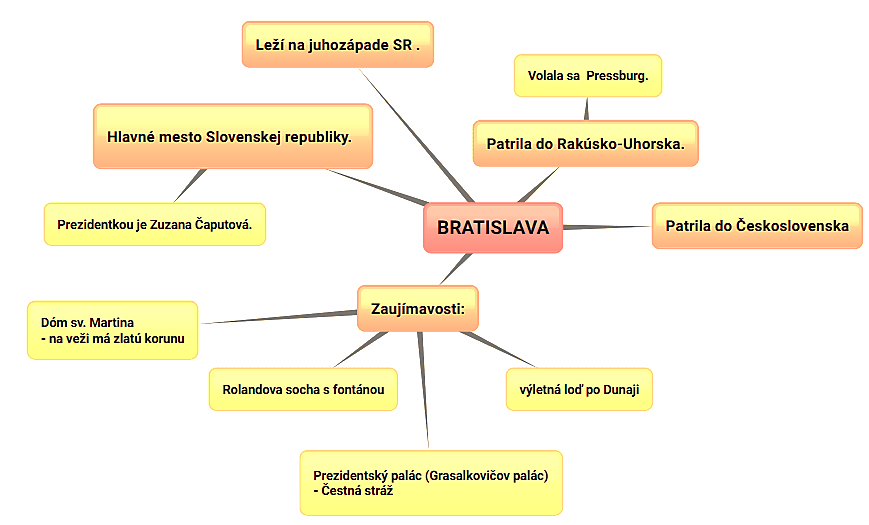 Leží na juhozápade SR .
Volala sa  Pressburg.
Hlavné mesto Slovenskej republiky.
Patrila do Rakúsko-Uhorska.
Prezidentkou je Zuzana Čaputová.
BRATISLAVA
Patrila do Československa
Zaujímavosti:
Dóm sv. Martina
- na veži má zlatú korunu
Rolandova socha s fontánou
výletná loď po Dunaji
Prezidentský palác (Grasalkovičov palác)
- Čestná stráž